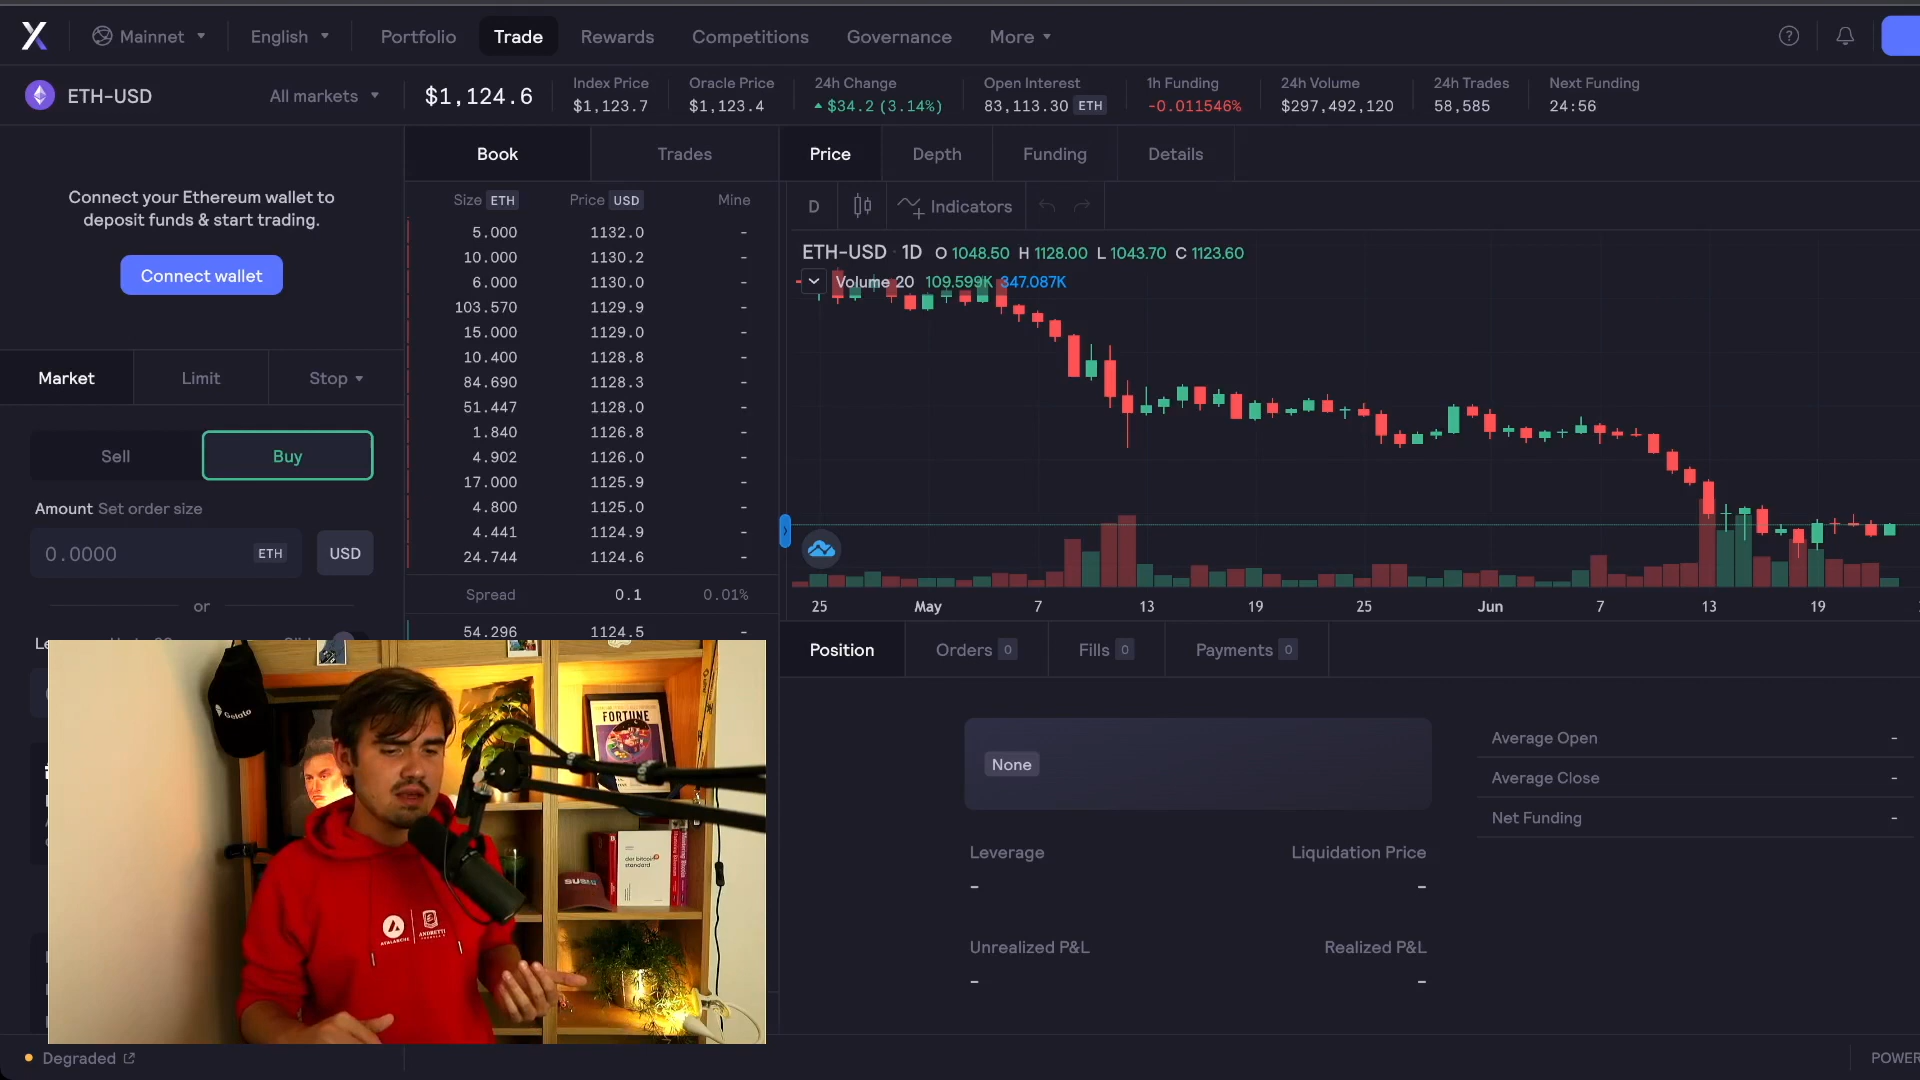 Mainnet English Portfolio Trade Rewards Competitions Governance More
ETH-USD All markets $1,124.6
Index Price $1,123.7
Oracle Price $1,123.4
24h Change $34.2 (3.14%)
Open Interest 83,113.30 ETH
1h Funding -0.011546%
24h Volume $297,492,120
24h Trades 58,585
Next Funding 24:56
Connect your Ethereum wallet to
deposit funds & start trading.
Connect wallet
Market Limit Stop
Sell Buy
Amount Set order size
0.0000 ETH USD
or
Book Trades
Size ETH Price USD Mine
5.000 1132.0 -
10.000 1130.2 -
6.000 1130.0 -
103.570 1129.9 -
15.000 1129.0 -
10.400 1128.8 -
84.690 1128.3 -
51.447 1128.0 -
1.840 1126.8 -
4.902 1126.0 -
17.000 1125.9 -
4.800 1125.0 -
4.441 1124.9 -
24.744 1124.6 -
Spread 0.1 0.01%
54.296 1124.5 -
Price Depth Funding Details
D Indicators
ETH-USD 1D O 1048.50 H 1128.00 L 1043.70 C 1123.60
Volume 20 109.599K 347.087K
25 May 7 13 19 25 Jun 7 13 19
Position Orders 0 Fills 0 Payments 0
None
Leverage Liquidation Price
- -
Unrealized P&L Realized P&L
- -
Average Open -
Average Close -
Net Funding -
Gelato
FORTUNE
der bitcoin
standard
SUSHI
AVALANCHE
ANDRETTI
Degraded
POWER